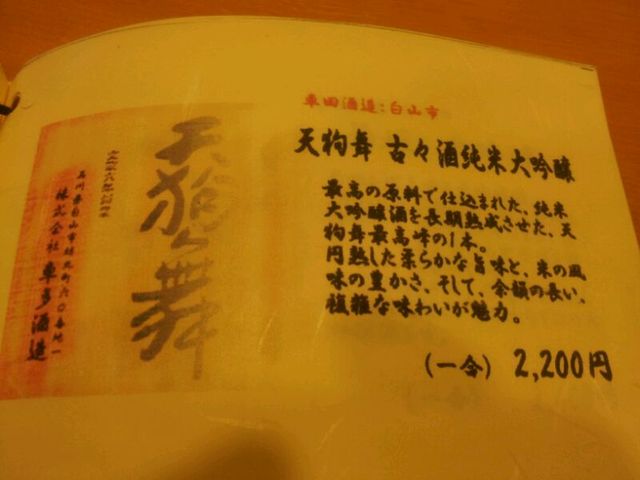 車田酒造:白山市
天狗舞 古々酒純米大吟醸
最高の原料で仕込まれた、純米
大吟醸酒を長期熟成させた、天
狗舞最高峰の1本。
円熟した柔らかな旨味と、米の風
味の豊かさ、そして、余韻の長い、
複雑な味わいが魅力。
(一合) 2,200円
天狗舞
株式会社 車多酒造